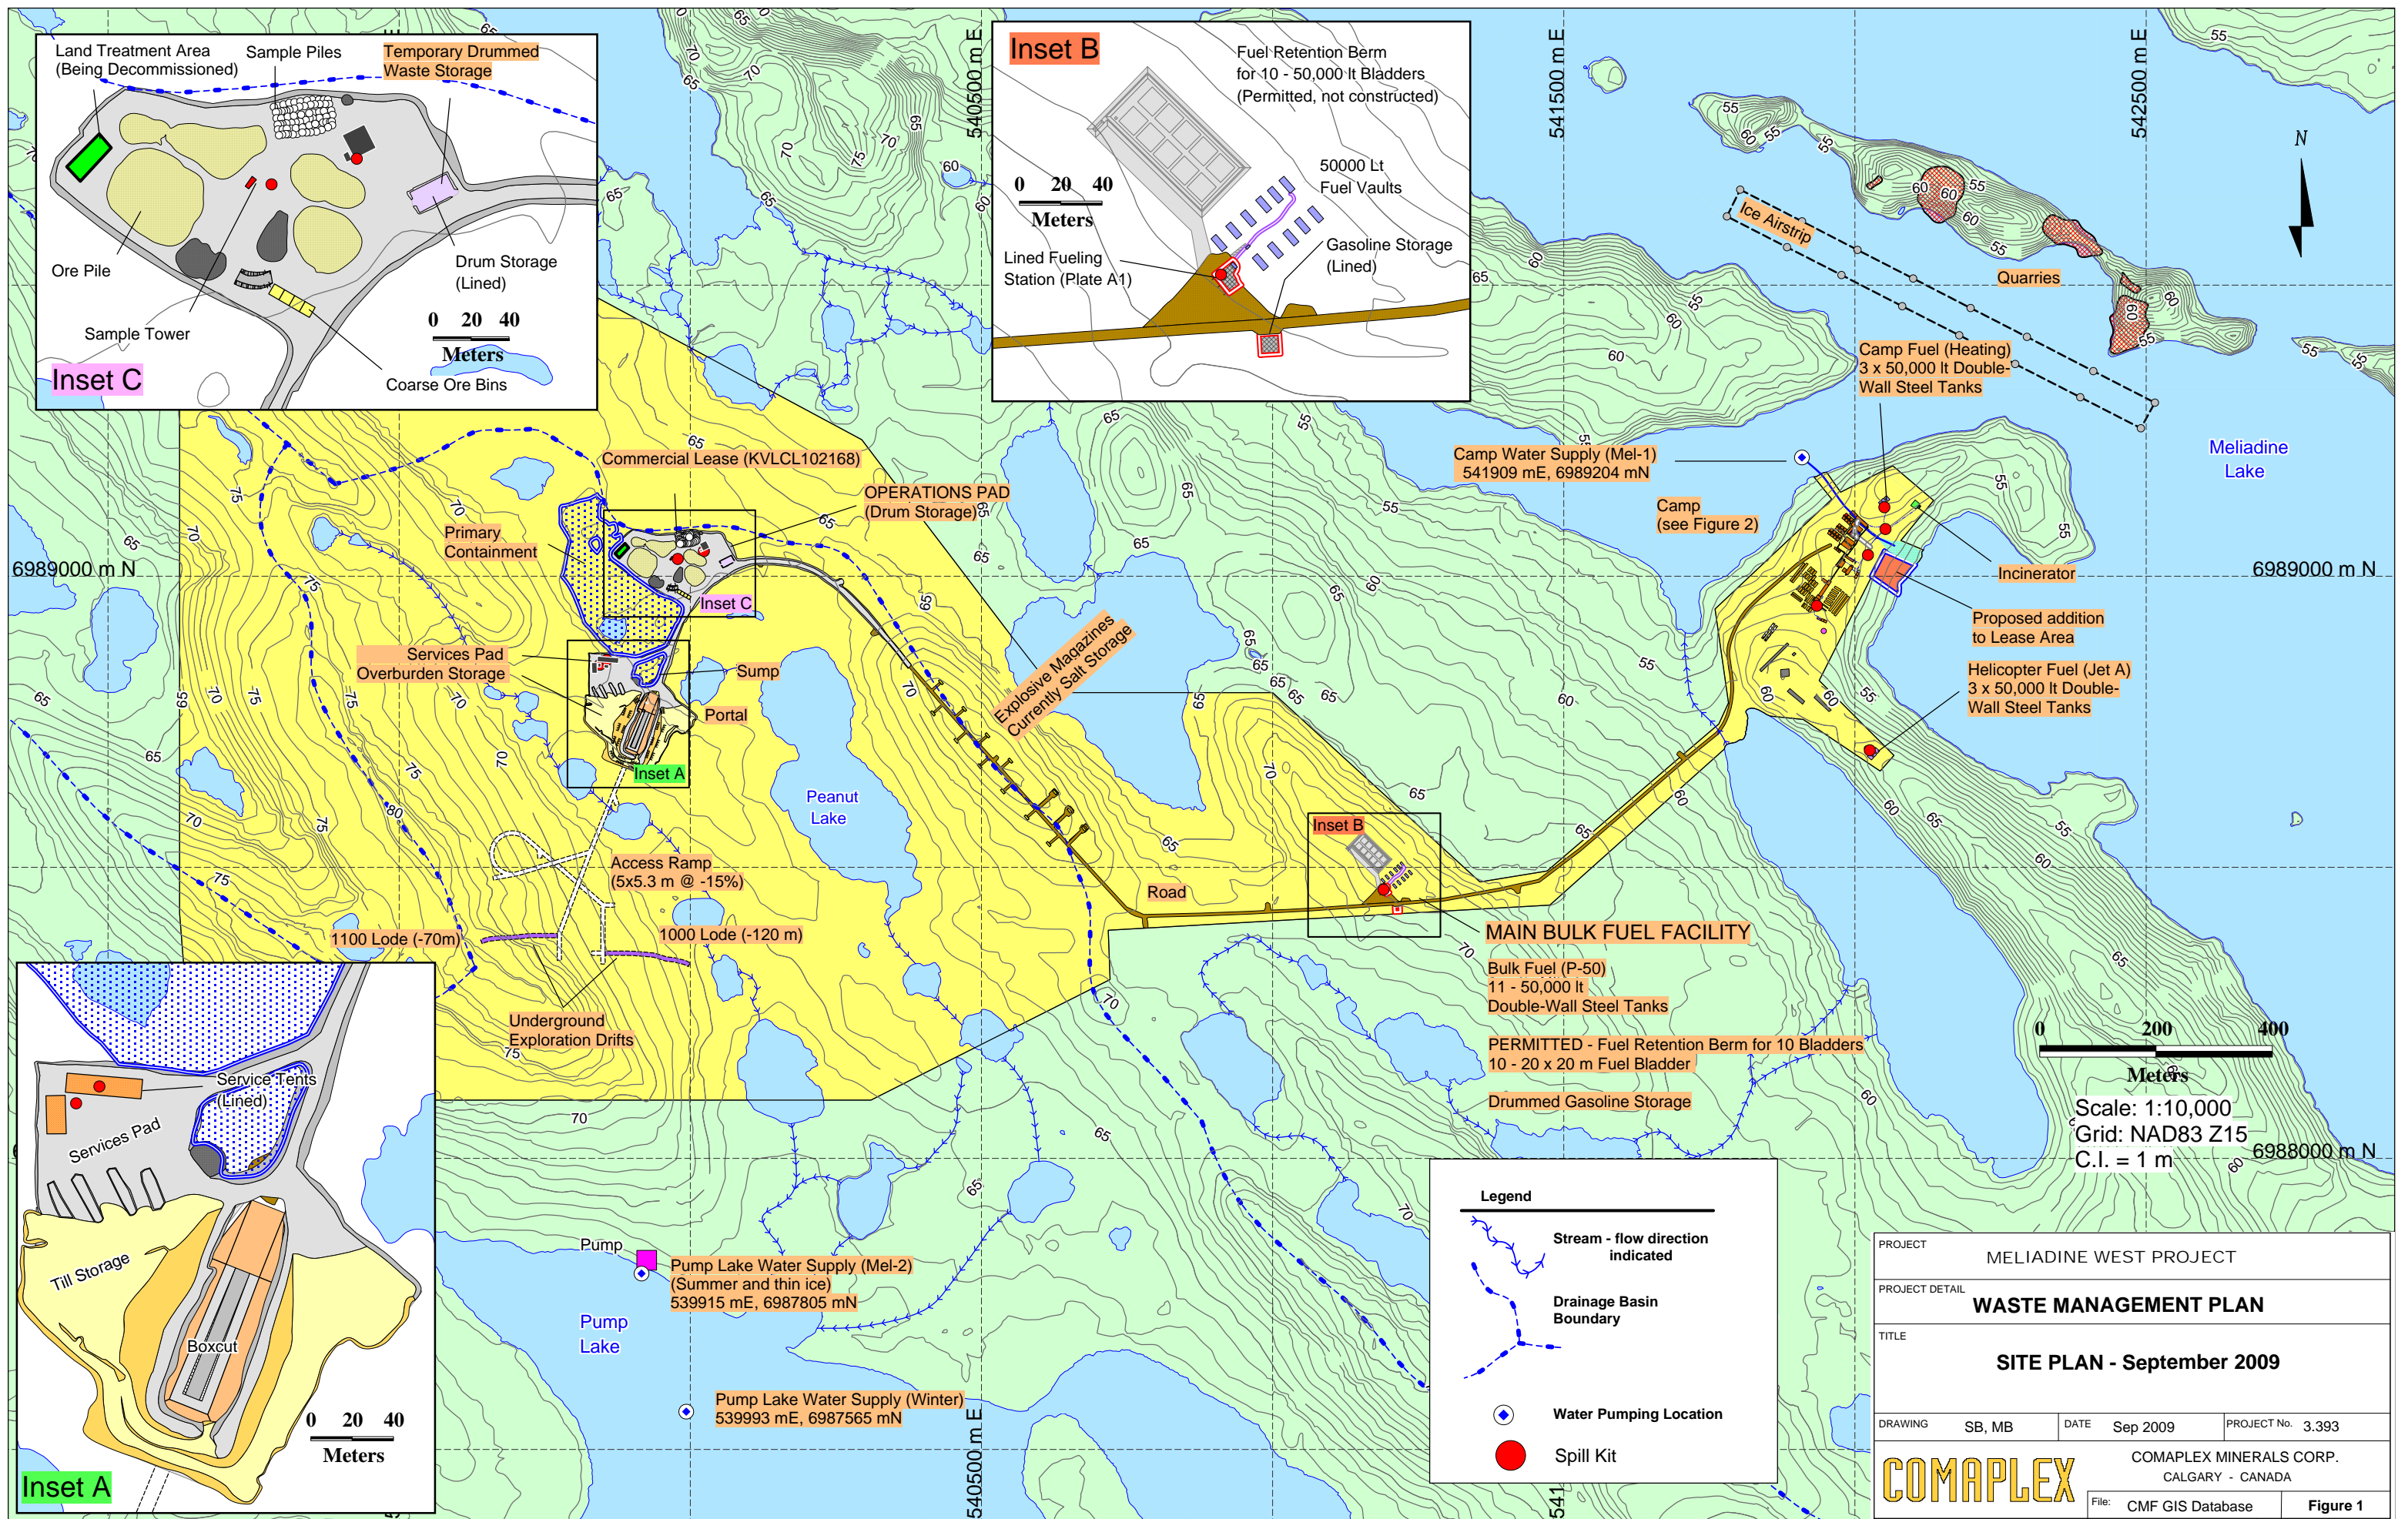 Land Treatment Area
(Being Decommissioned)
Sample Piles
Temporary Drummed
Waste Storage
Ore Pile
Sample Tower
Drum Storage
(Lined)
0 20 40
Meters
Coarse Ore Bins
Inset C
Inset B
Fuel Retention Berm
for 10 - 50,000 lt Bladders
(Permitted, not constructed)
0 20 40
Meters
50000 Lt
Fuel Vaults
Lined Fueling
Station (Plate A1)
Gasoline Storage
(Lined)
540500 m E
541500 m E
542500 m E
N
Ice Airstrip
Quarries
Camp Fuel (Heating)
3 x 50,000 lt Double-
Wall Steel Tanks
Meliadine
Lake
Camp Water Supply (Mel-1)
541909 mE, 6989204 mN
Camp
(see Figure 2)
Commercial Lease (KVLCL102168)
OPERATIONS PAD
(Drum Storage)
Primary
Containment
6989000 m N
6989000 m N
Inset C
Incinerator
Proposed addition
to Lease Area
Services Pad
Overburden Storage
Sump
Portal
Inset A
Explosive Magazines
Currently Salt Storage
Helicopter Fuel (Jet A)
3 x 50,000 lt Double-
Wall Steel Tanks
Peanut
Lake
Inset B
Access Ramp
(5x5.3 m @ -15%)
Road
1100 Lode (-70m)
1000 Lode (-120 m)
MAIN BULK FUEL FACILITY
Bulk Fuel (P-50)
11 - 50,000 lt
Double-Wall Steel Tanks
Underground
Exploration Drifts
PERMITTED - Fuel Retention Berm for 10 Bladders
10 - 20 x 20 m Fuel Bladder
Drummed Gasoline Storage
0 200 400
Meters
Scale: 1:10,000
Grid: NAD83 Z15
C.I. = 1 m
6988000 m N
Service Tents
(Lined)
Services Pad
Till Storage
Boxcut
0 20 40
Meters
Inset A
Pump
Pump Lake Water Supply (Mel-2)
(Summer and thin ice)
539915 mE, 6987805 mN
Pump
Lake
Pump Lake Water Supply (Winter)
539993 mE, 6987565 mN
540500 m E
541
Legend
Stream - flow direction
indicated
Drainage Basin
Boundary
Water Pumping Location
Spill Kit
PROJECT
MELIADINE WEST PROJECT
PROJECT DETAIL
WASTE MANAGEMENT PLAN
TITLE
SITE PLAN - September 2009
DRAWING SB, MB
DATE Sep 2009
PROJECT No. 3.393
COMAPLEX
COMAPLEX MINERALS CORP.
CALGARY - CANADA
File: CMF GIS Database
Figure 1